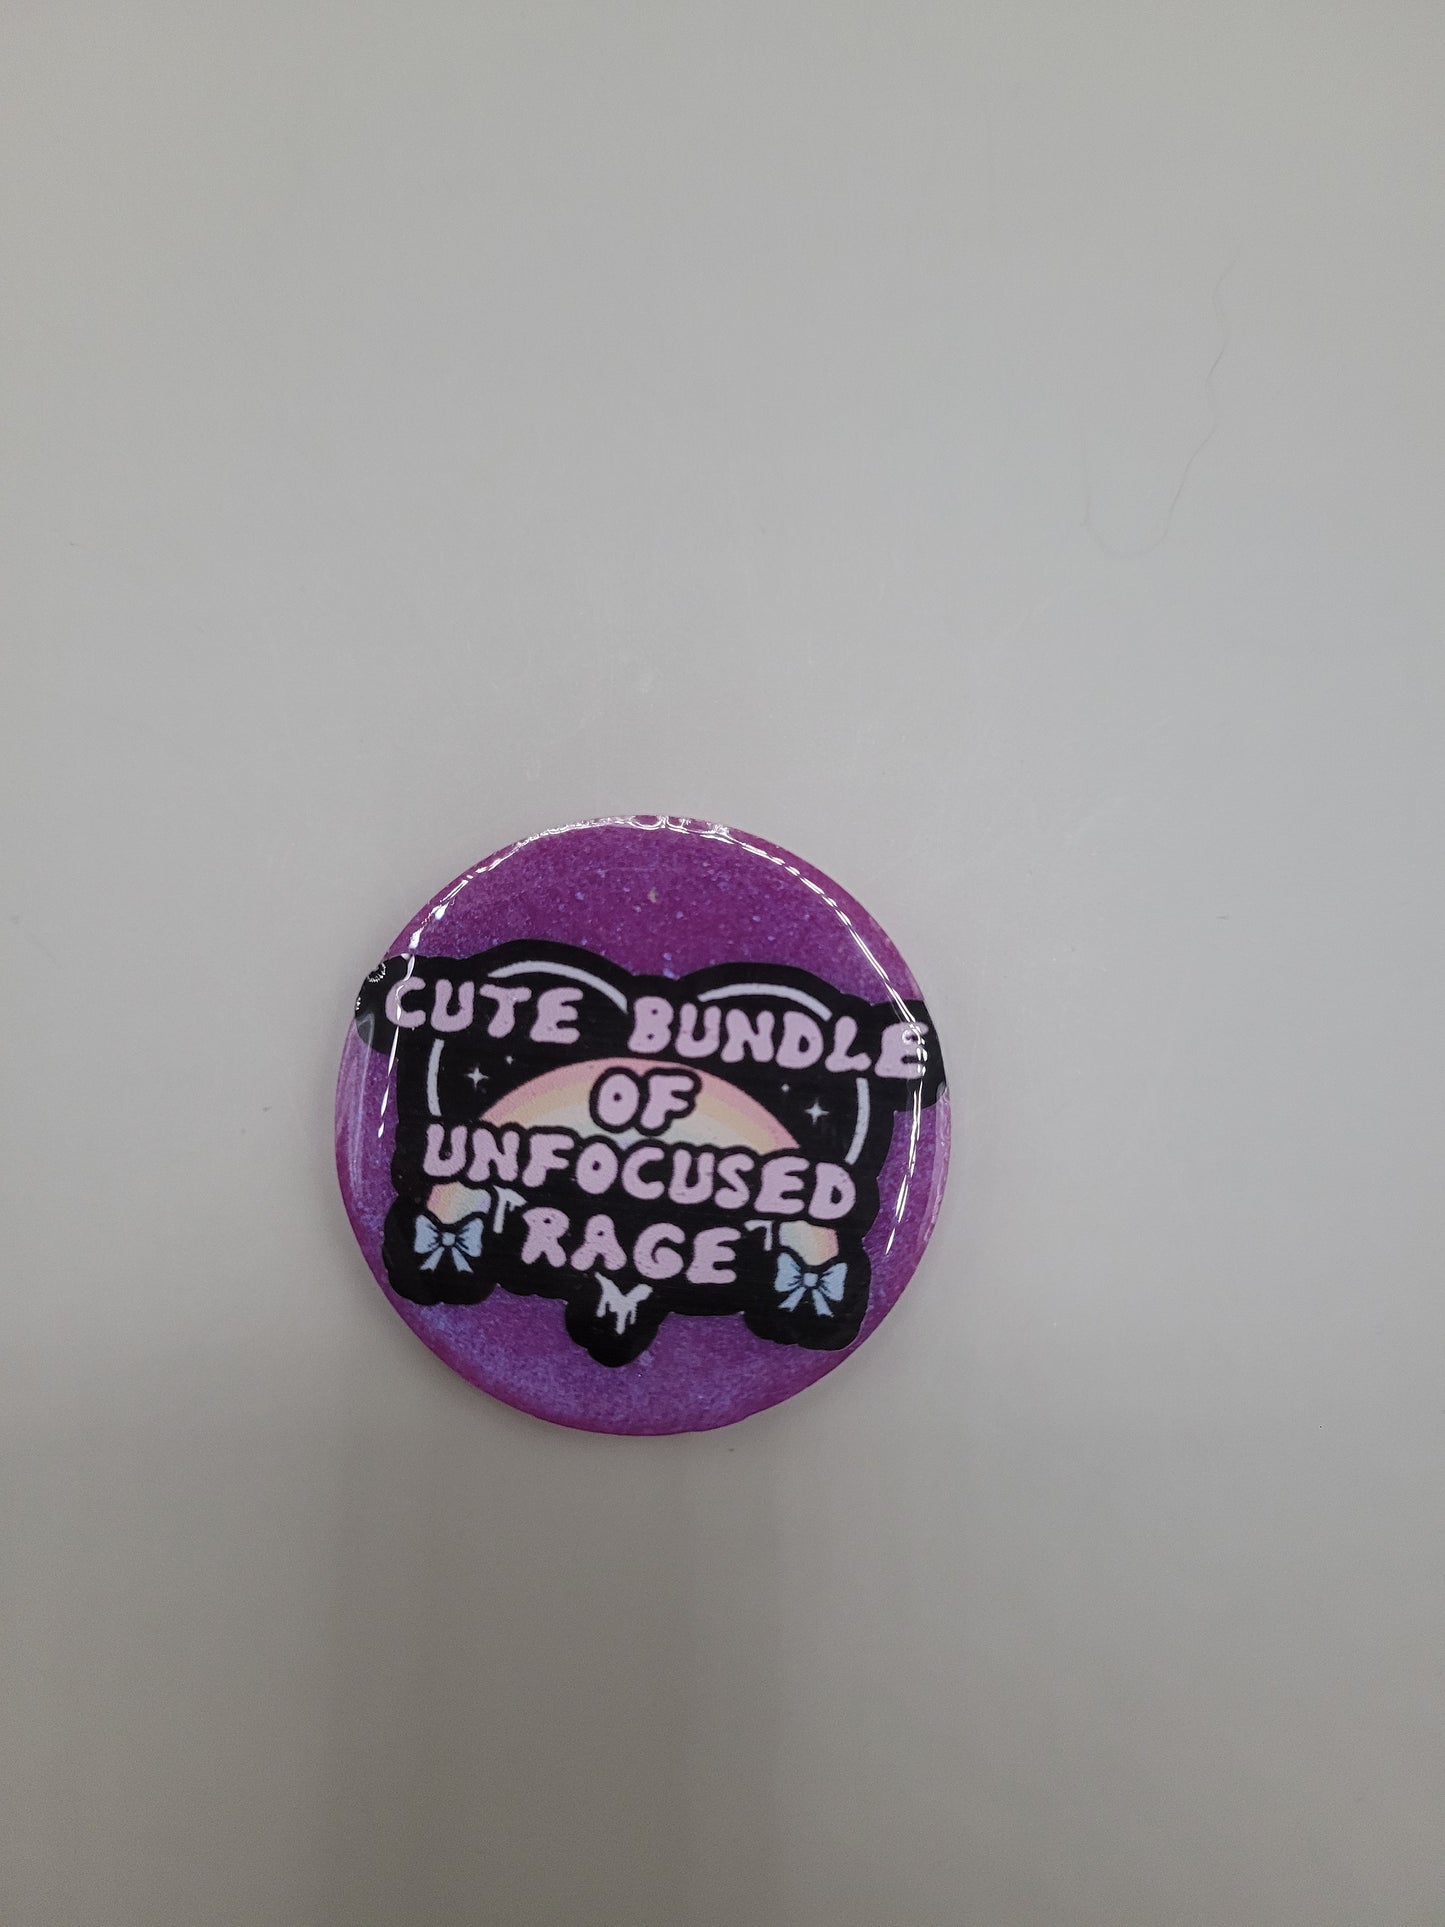 CUTE BUNDLE
OF
UNFOCUSED
RAGE